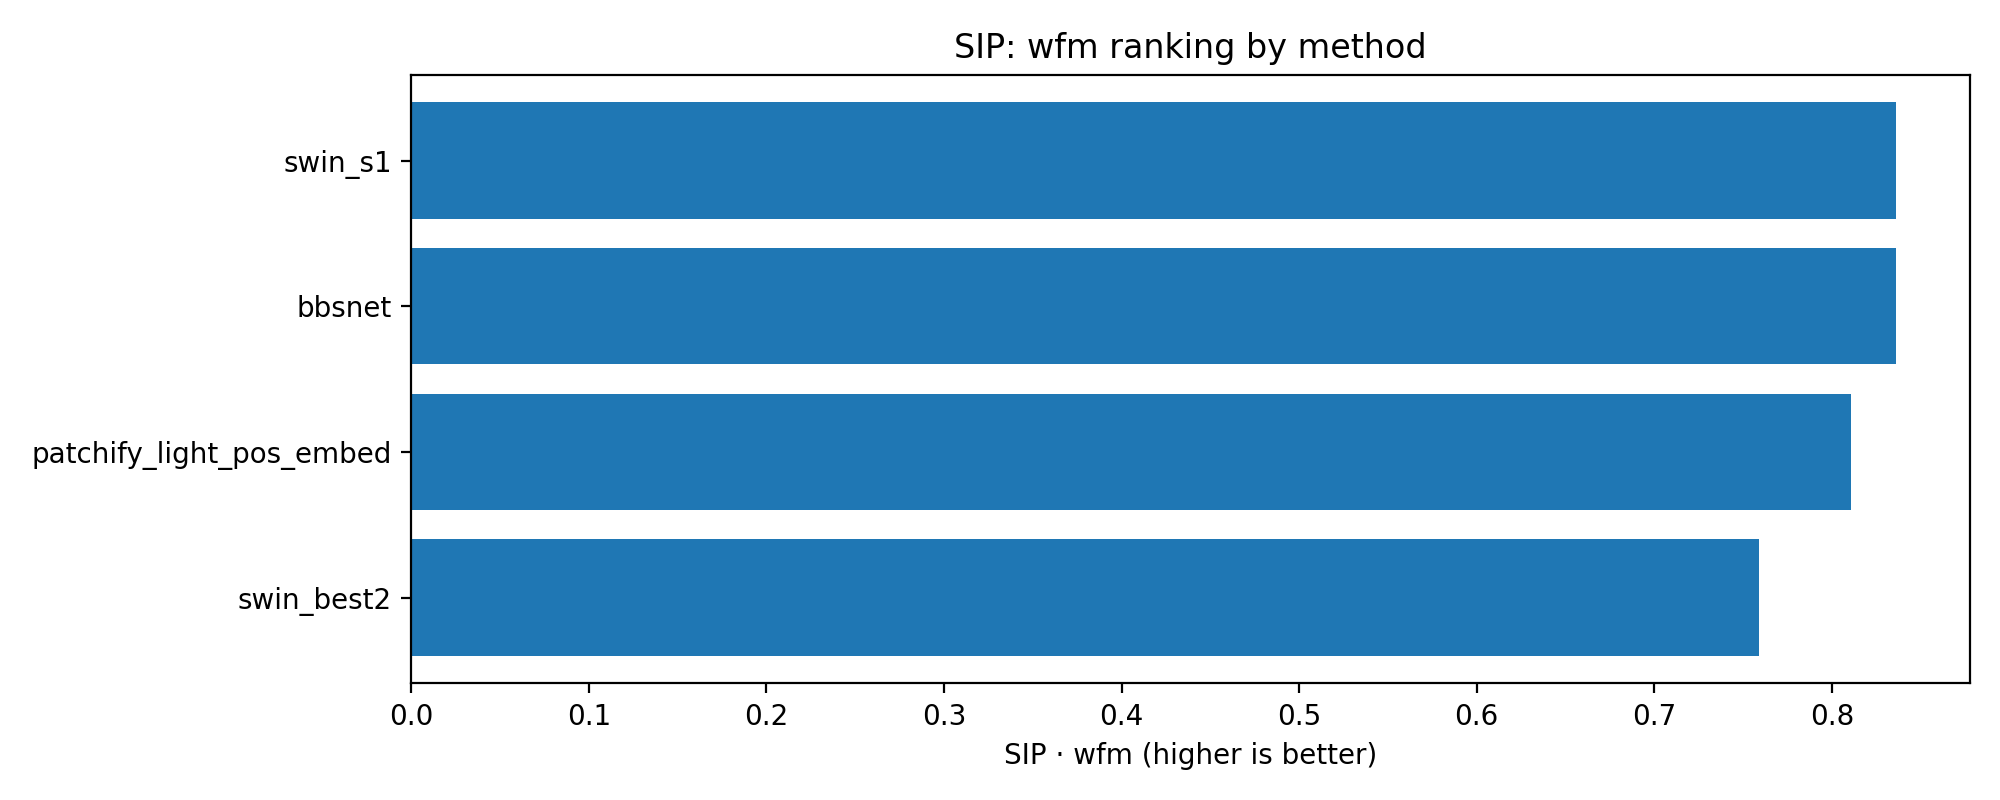 SIP: wfm ranking by method
swin_s1
bbsnet
patchify_light_pos_embed
swin_best2
0.0 0.1 0.2 0.3 0.4 0.5 0.6 0.7 0.8
SIP · wfm (higher is better)